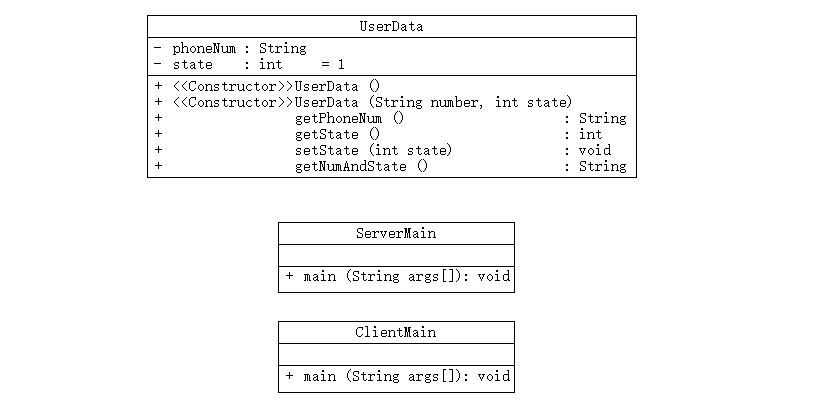 UserData
- phoneNum : String
- state : int = 1
+ <<Constructor>>UserData ()
+ <<Constructor>>UserData (String number, int state)
+ getPhoneNum () : String
+ getState () : int
+ setState (int state) : void
+ getNumAndState () : String
ServerMain
+ main (String args[]): void
ClientMain
+ main (String args[]): void